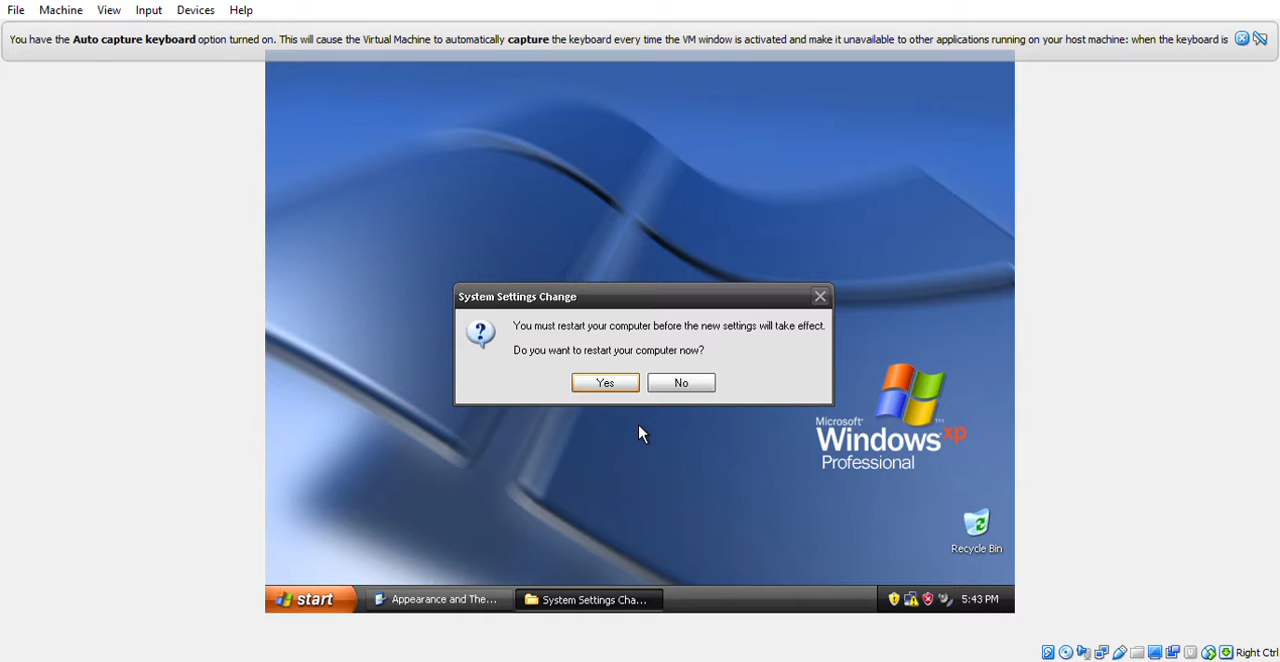 File Machine View Input Devices Help
You have the Auto capture keyboard option turned on. This will cause the Virtual Machine to automatically capture the keyboard every time the VM window is activated and make it unavailable to other applications running on your host machine: when the keyboard is
System Settings Change
You must restart your computer before the new settings will take effect.
Do you want to restart your computer now?
Yes No
Microsoft®
Windows xp
Professional
Recycle Bin
start Appearance and The... System Settings Cha... 5:43 PM
Right Ctrl